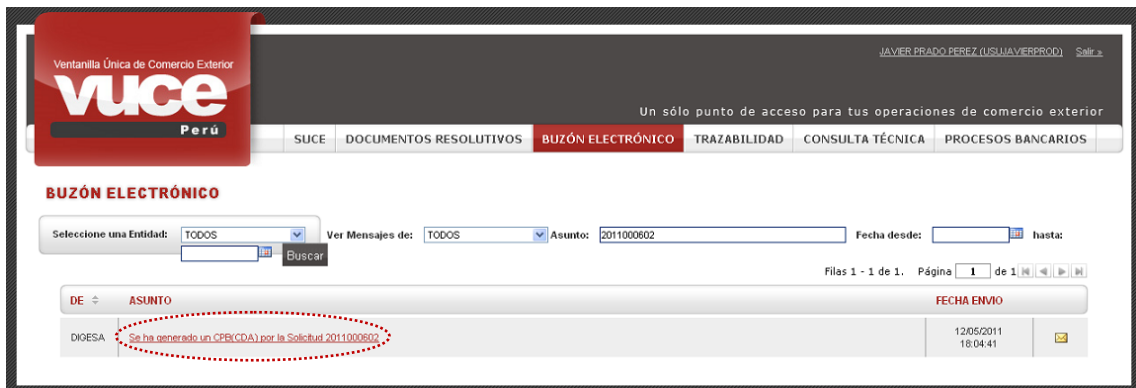 JAVIER PRADO PEREZ (USUJAVIERPROD) Salir »
Ventanilla Única de Comercio Exterior
vuce
Perú
Un sólo punto de acceso para tus operaciones de comercio exterior
SUCE DOCUMENTOS RESOLUTIVOS BUZÓN ELECTRÓNICO TRAZABILIDAD CONSULTA TÉCNICA PROCESOS BANCARIOS
BUZÓN ELECTRÓNICO
Seleccione una Entidad: TODOS Ver Mensajes de: TODOS Asunto: 2011000602 Fecha desde: hasta:
Buscar
Filas 1 - 1 de 1. Página 1 de 1
DE ASUNTO FECHA ENVIO
DIGESA Se ha generado un CPB(CDA) por la Solicitud 2011000602 12/05/2011
18:04:41